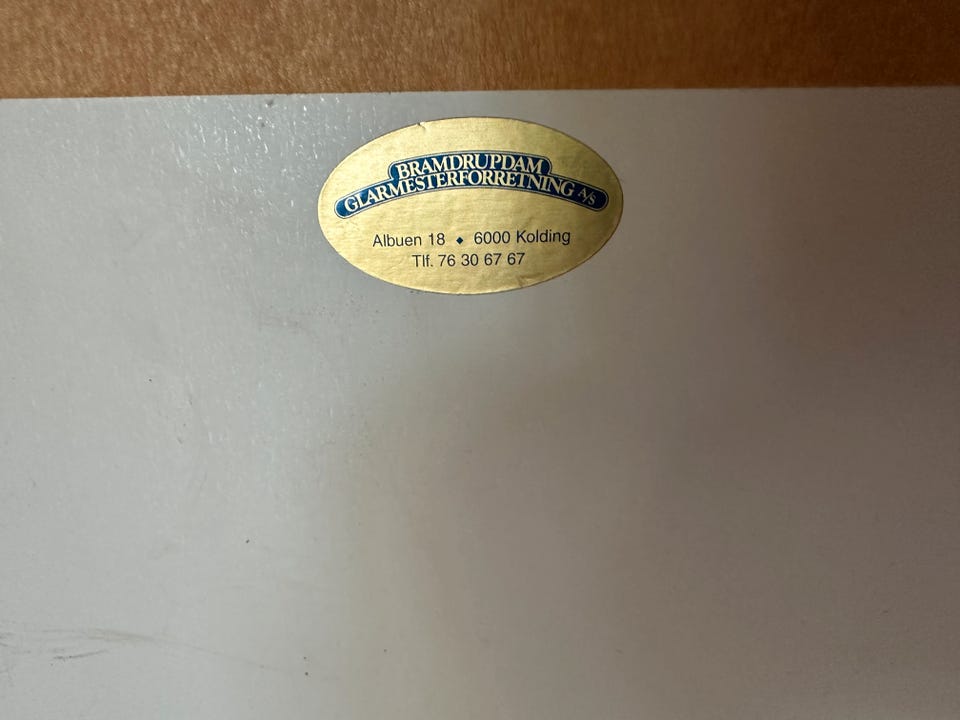 BRAMDRUPDAM
GLARMESTERFORRETNING A/S
Albuen 18 ◆ 6000 Kolding
Tlf. 76 30 67 67